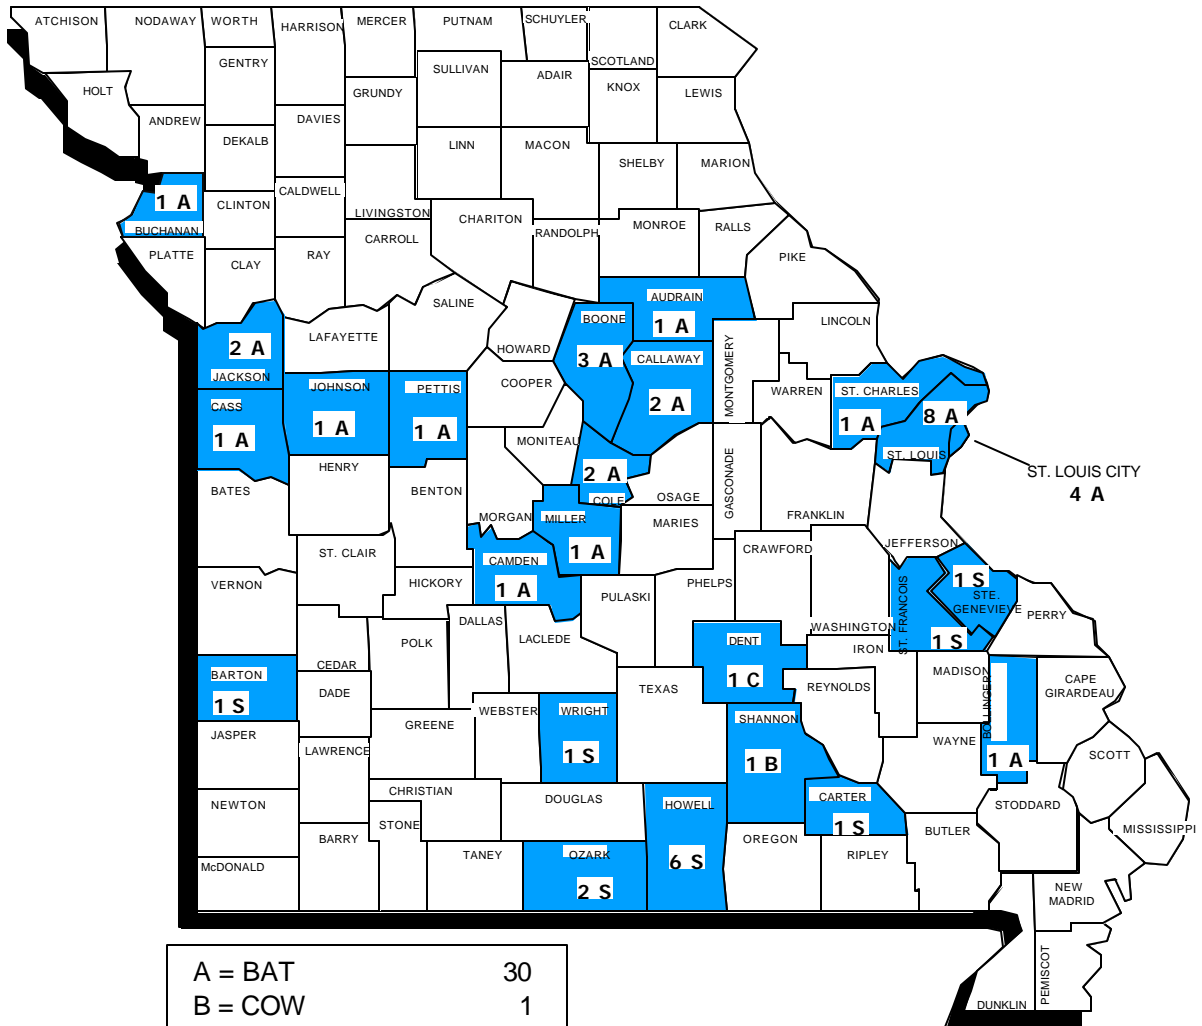 ATCHISON
NODAWAY
WORTH
HARRISON
MERCER
PUTNAM
SCHUYLER
SCOTLAND
CLARK
HOLT
GENTRY
GRUNDY
SULLIVAN
ADAIR
KNOX
LEWIS
ANDREW
DEKALB
DAVIES
LINN
MACON
SHELBY
MARION
1 A
BUCHANAN
CLINTON
CALDWELL
LIVINGSTON
CHARITON
RANDOLPH
MONROE
RALLS
PLATTE
CLAY
RAY
CARROLL
PIKE
SALINE
AUDRAIN
1 A
LAFAYETTE
HOWARD
BOONE
3 A
CALLAWAY
2 A
MONTGOMERY
LINCOLN
2 A
JACKSON
JOHNSON
1 A
PETTIS
1 A
COOPER
WARREN
ST. CHARLES
1 A
8 A
ST. LOUIS
CASS
1 A
MONITEAU
2 A
COLE
OSAGE
GASCONADE
ST. LOUIS CITY
4 A
HENRY
BATES
BENTON
MORGAN
MILLER
1 A
MARIES
FRANKLIN
JEFFERSON
ST. CLAIR
CAMDEN
1 A
CRAWFORD
VERNON
HICKORY
PULASKI
PHELPS
WASHINGTON
ST. FRANCOIS
1 S
1 S
STE.
GENEVIEVE
PERRY
DALLAS
POLK
LACLEDE
DENT
1 C
IRON
CEDAR
BARTON
1 S
DADE
TEXAS
REYNOLDS
MADISON
BOLLINGER
1 A
CAPE
GIRARDEAU
WEBSTER
WRIGHT
1 S
SHANNON
1 B
JASPER
GREENE
LAWRENCE
WAYNE
SCOTT
CHRISTIAN
DOUGLAS
HOWELL
6 S
CARTER
1 S
STODDARD
NEWTON
STONE
BARRY
OREGON
BUTLER
MISSISSIPPI
McDONALD
TANEY
OZARK
2 S
RIPLEY
NEW
MADRID
PEMISCOT
DUNKLIN
A = BAT 30
B = COW 1